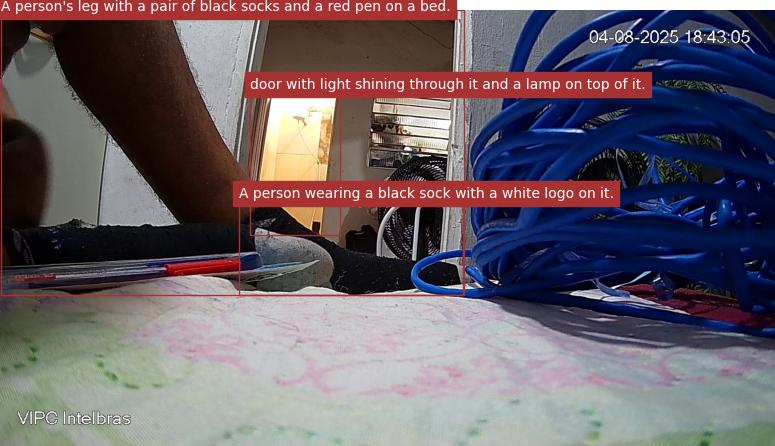 A person's leg with a pair of black socks and a red pen on a bed.
04-08-2025 18:43:05
door with light shining through it and a lamp on top of it.
A person wearing a black sock with a white logo on it.
VIPC Intelbras